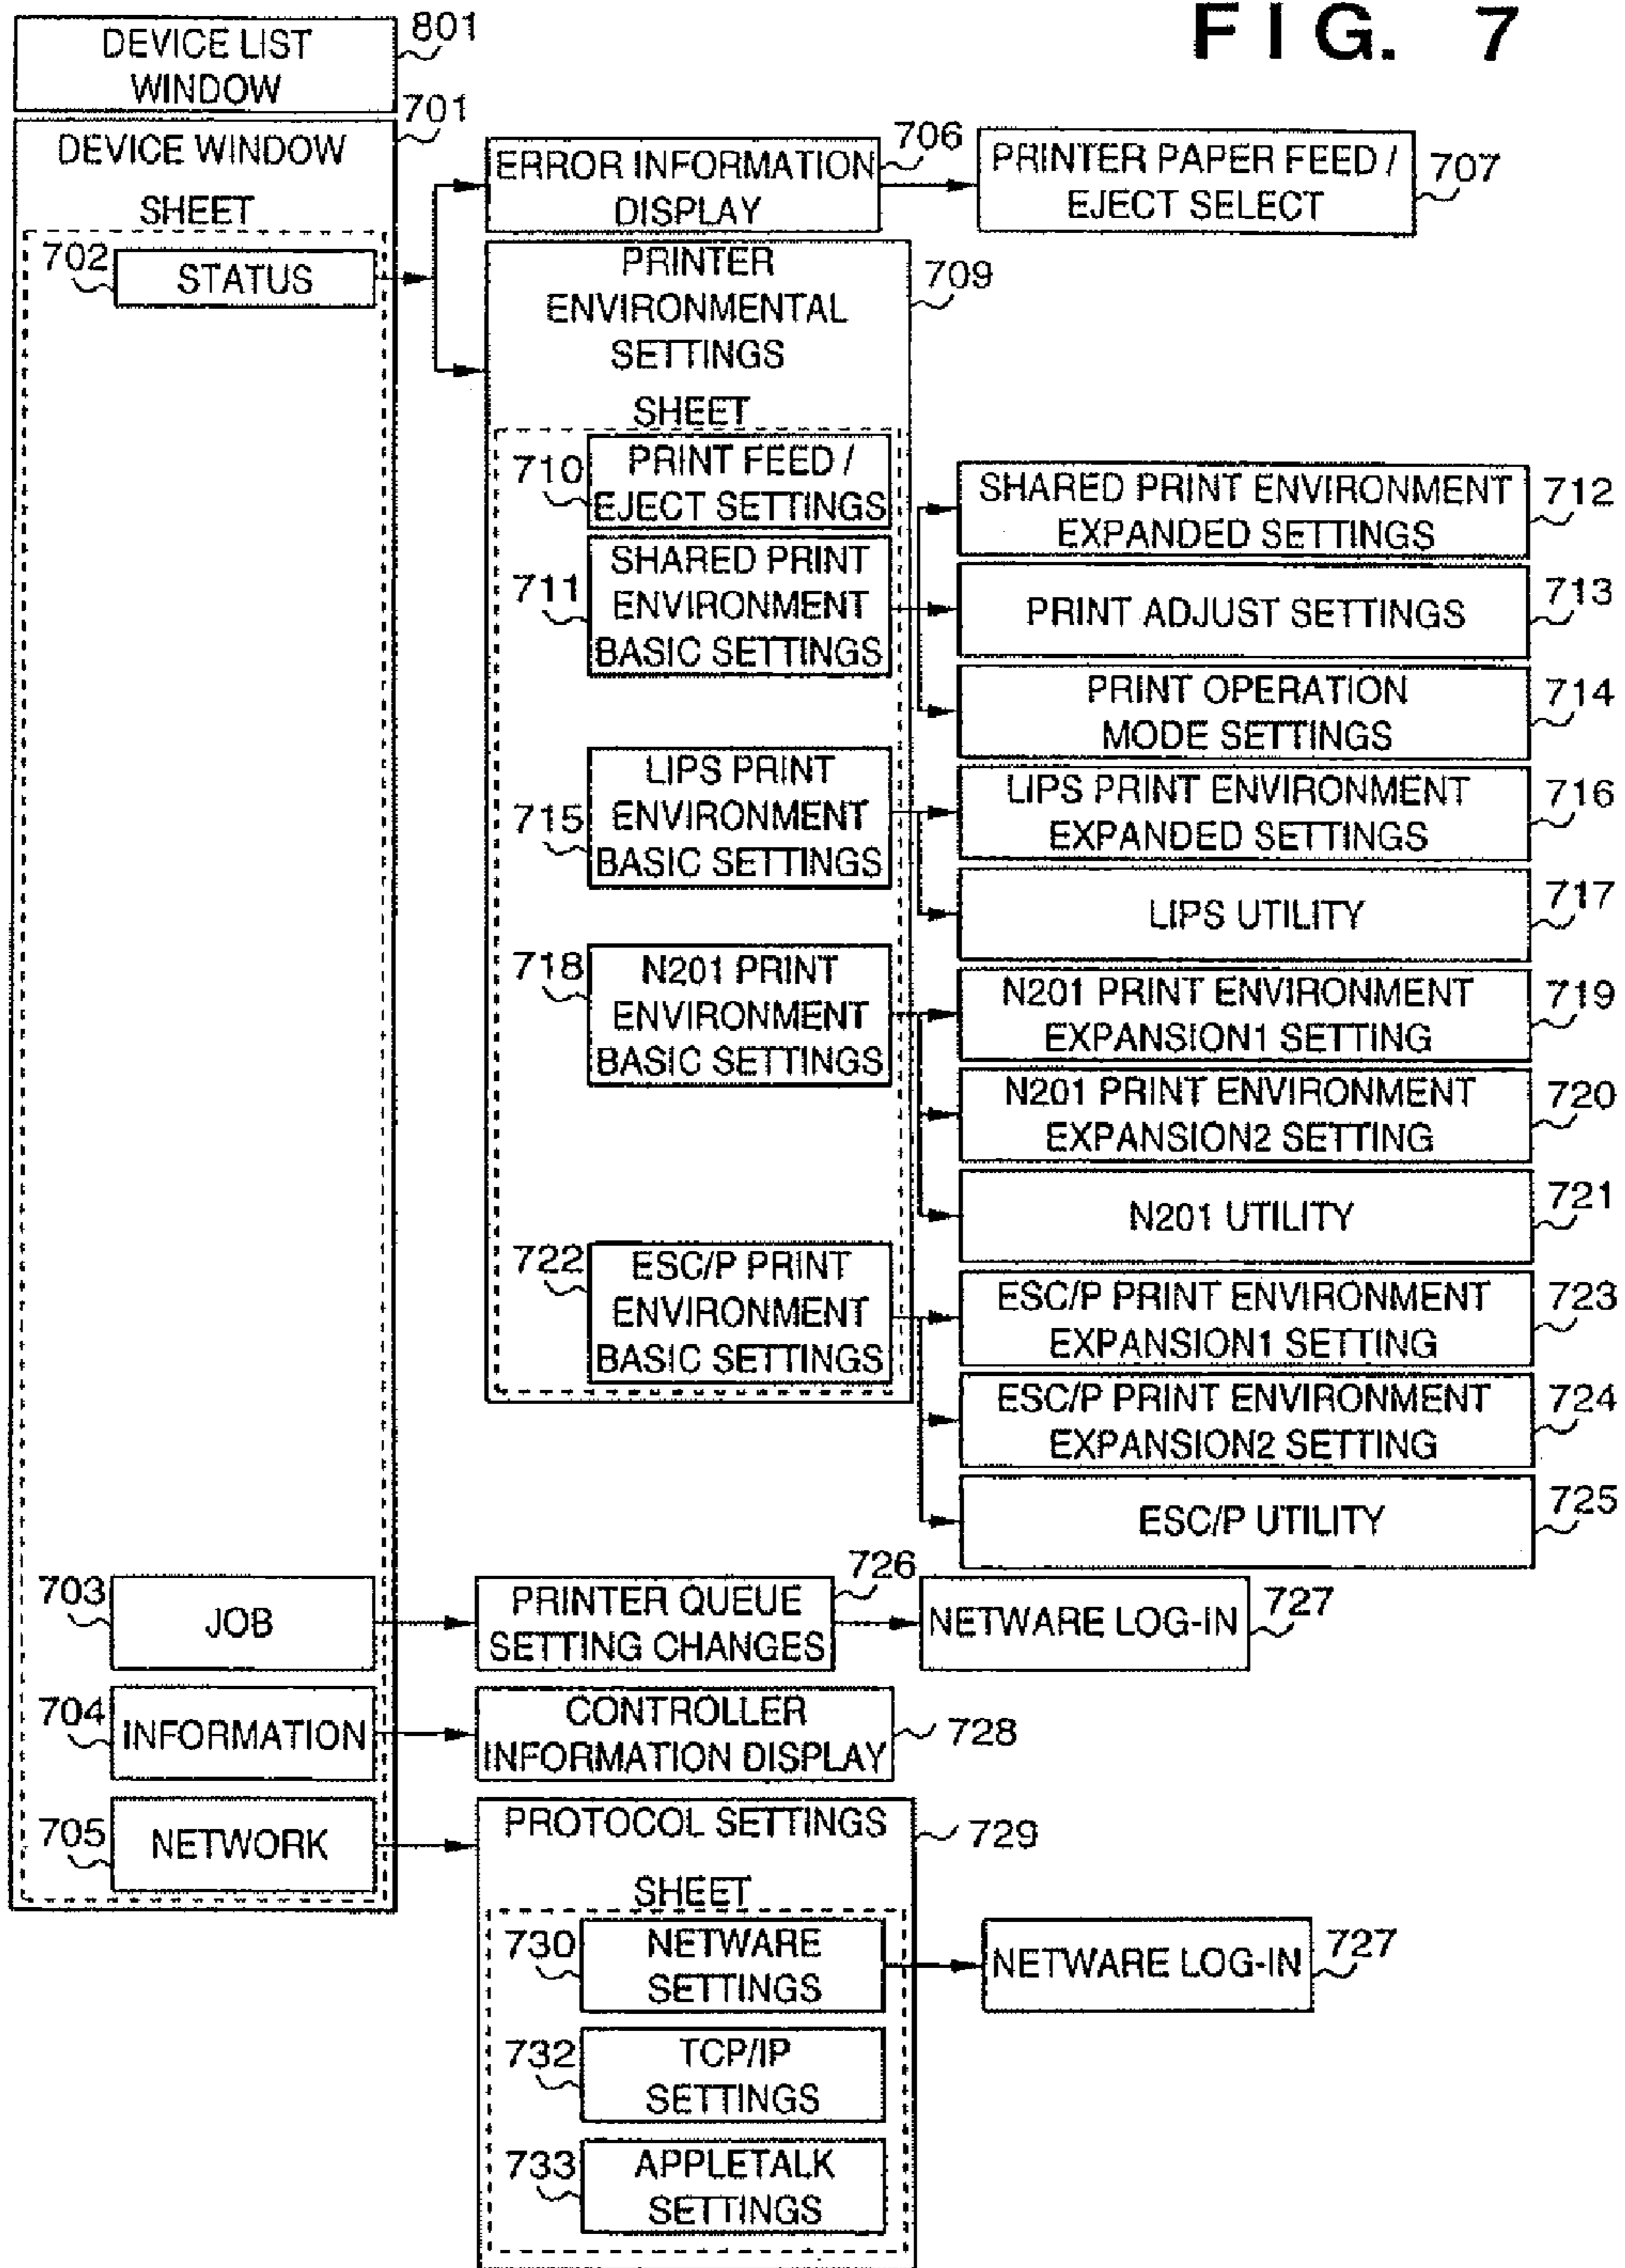 FIG. 7
DEVICE LIST
WINDOW
801
DEVICE WINDOW
701
SHEET
702
STATUS
ERROR INFORMATION
DISPLAY
706
PRINTER PAPER FEED /
EJECT SELECT
707
PRINTER
ENVIRONMENTAL
SETTINGS
709
SHEET
710
PRINT FEED /
EJECT SETTINGS
711
SHARED PRINT
ENVIRONMENT
BASIC SETTINGS
SHARED PRINT ENVIRONMENT
EXPANDED SETTINGS
712
PRINT ADJUST SETTINGS
713
PRINT OPERATION
MODE SETTINGS
714
715
LIPS PRINT
ENVIRONMENT
BASIC SETTINGS
LIPS PRINT ENVIRONMENT
EXPANDED SETTINGS
716
LIPS UTILITY
717
718
N201 PRINT
ENVIRONMENT
BASIC SETTINGS
N201 PRINT ENVIRONMENT
EXPANSION1 SETTING
719
N201 PRINT ENVIRONMENT
EXPANSION2 SETTING
720
N201 UTILITY
721
722
ESC/P PRINT
ENVIRONMENT
BASIC SETTINGS
ESC/P PRINT ENVIRONMENT
EXPANSION1 SETTING
723
ESC/P PRINT ENVIRONMENT
EXPANSION2 SETTING
724
ESC/P UTILITY
725
703
JOB
PRINTER QUEUE
SETTING CHANGES
726
NETWARE LOG-IN
727
704
INFORMATION
CONTROLLER
INFORMATION DISPLAY
728
705
NETWORK
PROTOCOL SETTINGS
729
SHEET
730
NETWARE
SETTINGS
NETWARE LOG-IN
727
732
TCP/IP
SETTINGS
733
APPLETALK
SETTINGS